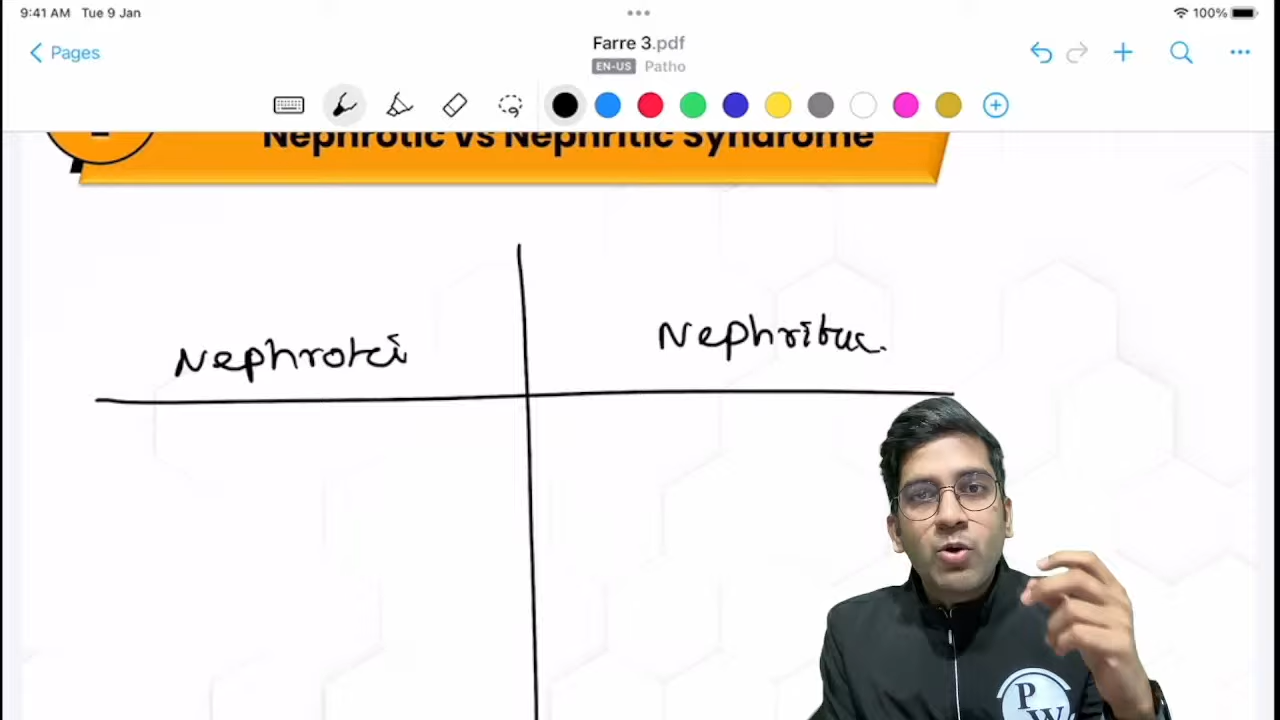 9:41 AM Tue 9 Jan
100%
Pages
Farre 3.pdf
EN-US Patho
Nephrotic vs Nephritic Syndrome
Nephrotic
Nephritic
PW